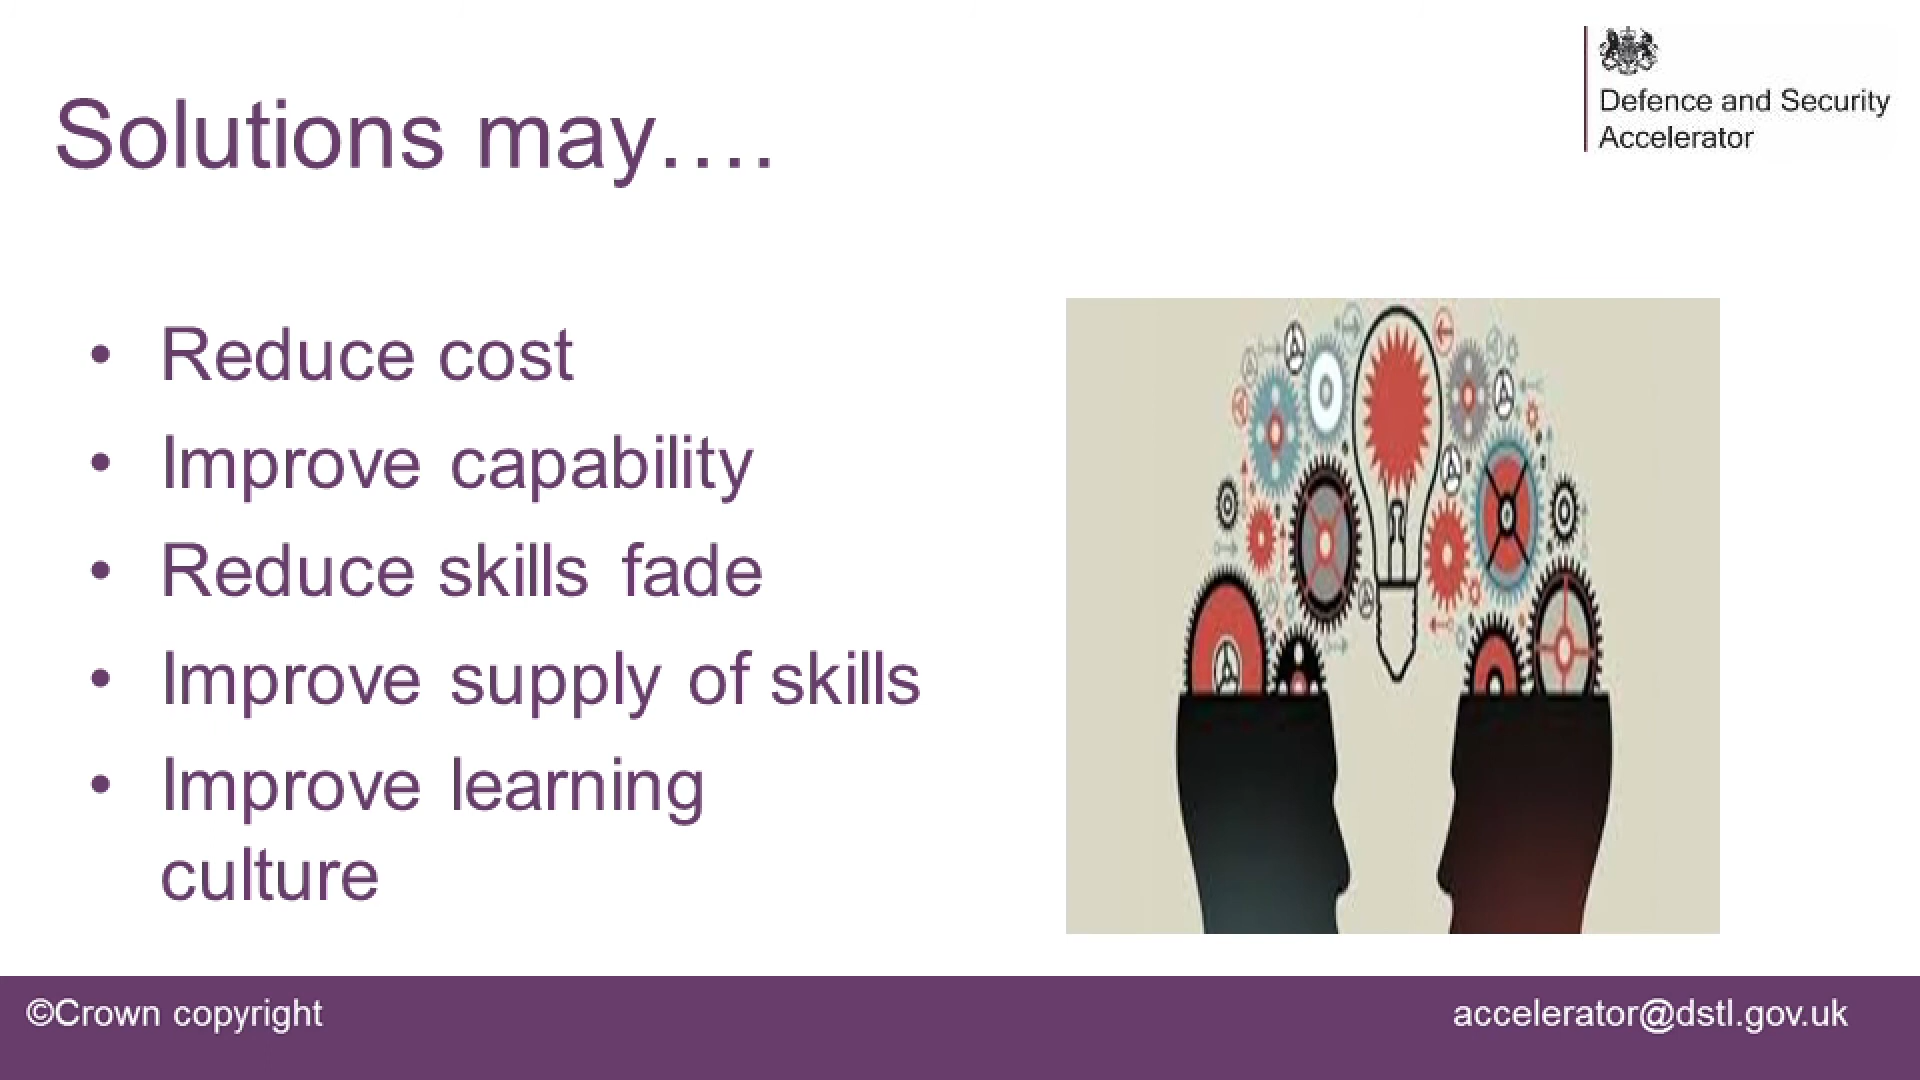 Defence and Security
Accelerator
Solutions may….
• Reduce cost
• Improve capability
• Reduce skills fade
• Improve supply of skills
• Improve learning
culture
©Crown copyright
accelerator@dstl.gov.uk